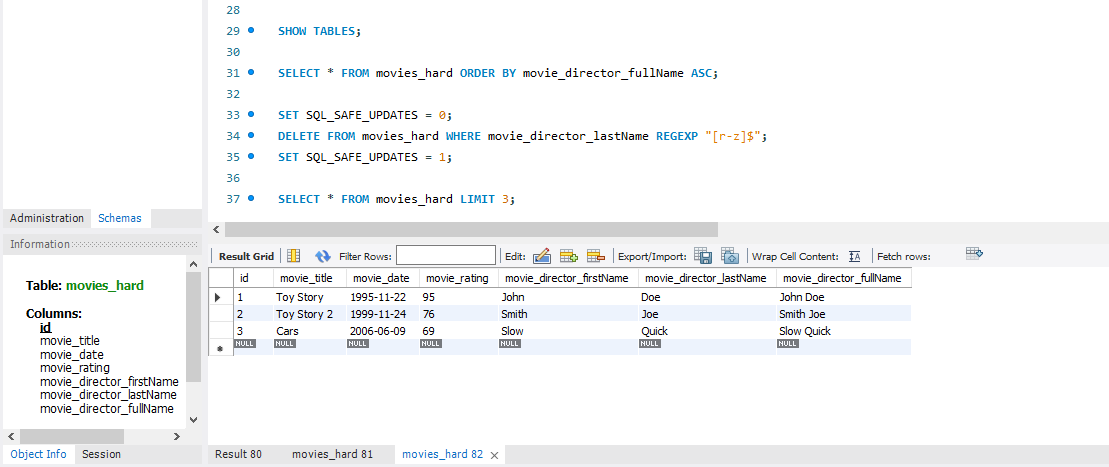 28
29 SHOW TABLES;
30
31 SELECT * FROM movies_hard ORDER BY movie_director_fullName ASC;
32
33 SET SQL_SAFE_UPDATES = 0;
34 DELETE FROM movies_hard WHERE movie_director_lastName REGEXP "[r-z]$";
35 SET SQL_SAFE_UPDATES = 1;
36
37 SELECT * FROM movies_hard LIMIT 3;
Administration Schemas
Information
Table: movies_hard
Columns:
id
movie_title
movie_date
movie_rating
movie_director_firstName
movie_director_lastName
movie_director_fullName
Object Info Session
Result Grid Filter Rows: Edit: Export/Import: Wrap Cell Content: IA Fetch rows:
id movie_title movie_date movie_rating movie_director_firstName movie_director_lastName movie_director_fullName
1 Toy Story 1995-11-22 95 John Doe John Doe
2 Toy Story 2 1999-11-24 76 Smith Joe Smith Joe
3 Cars 2006-06-09 69 Slow Quick Slow Quick
NULL NULL NULL NULL NULL NULL NULL
Result 80 movies_hard 81 movies_hard 82